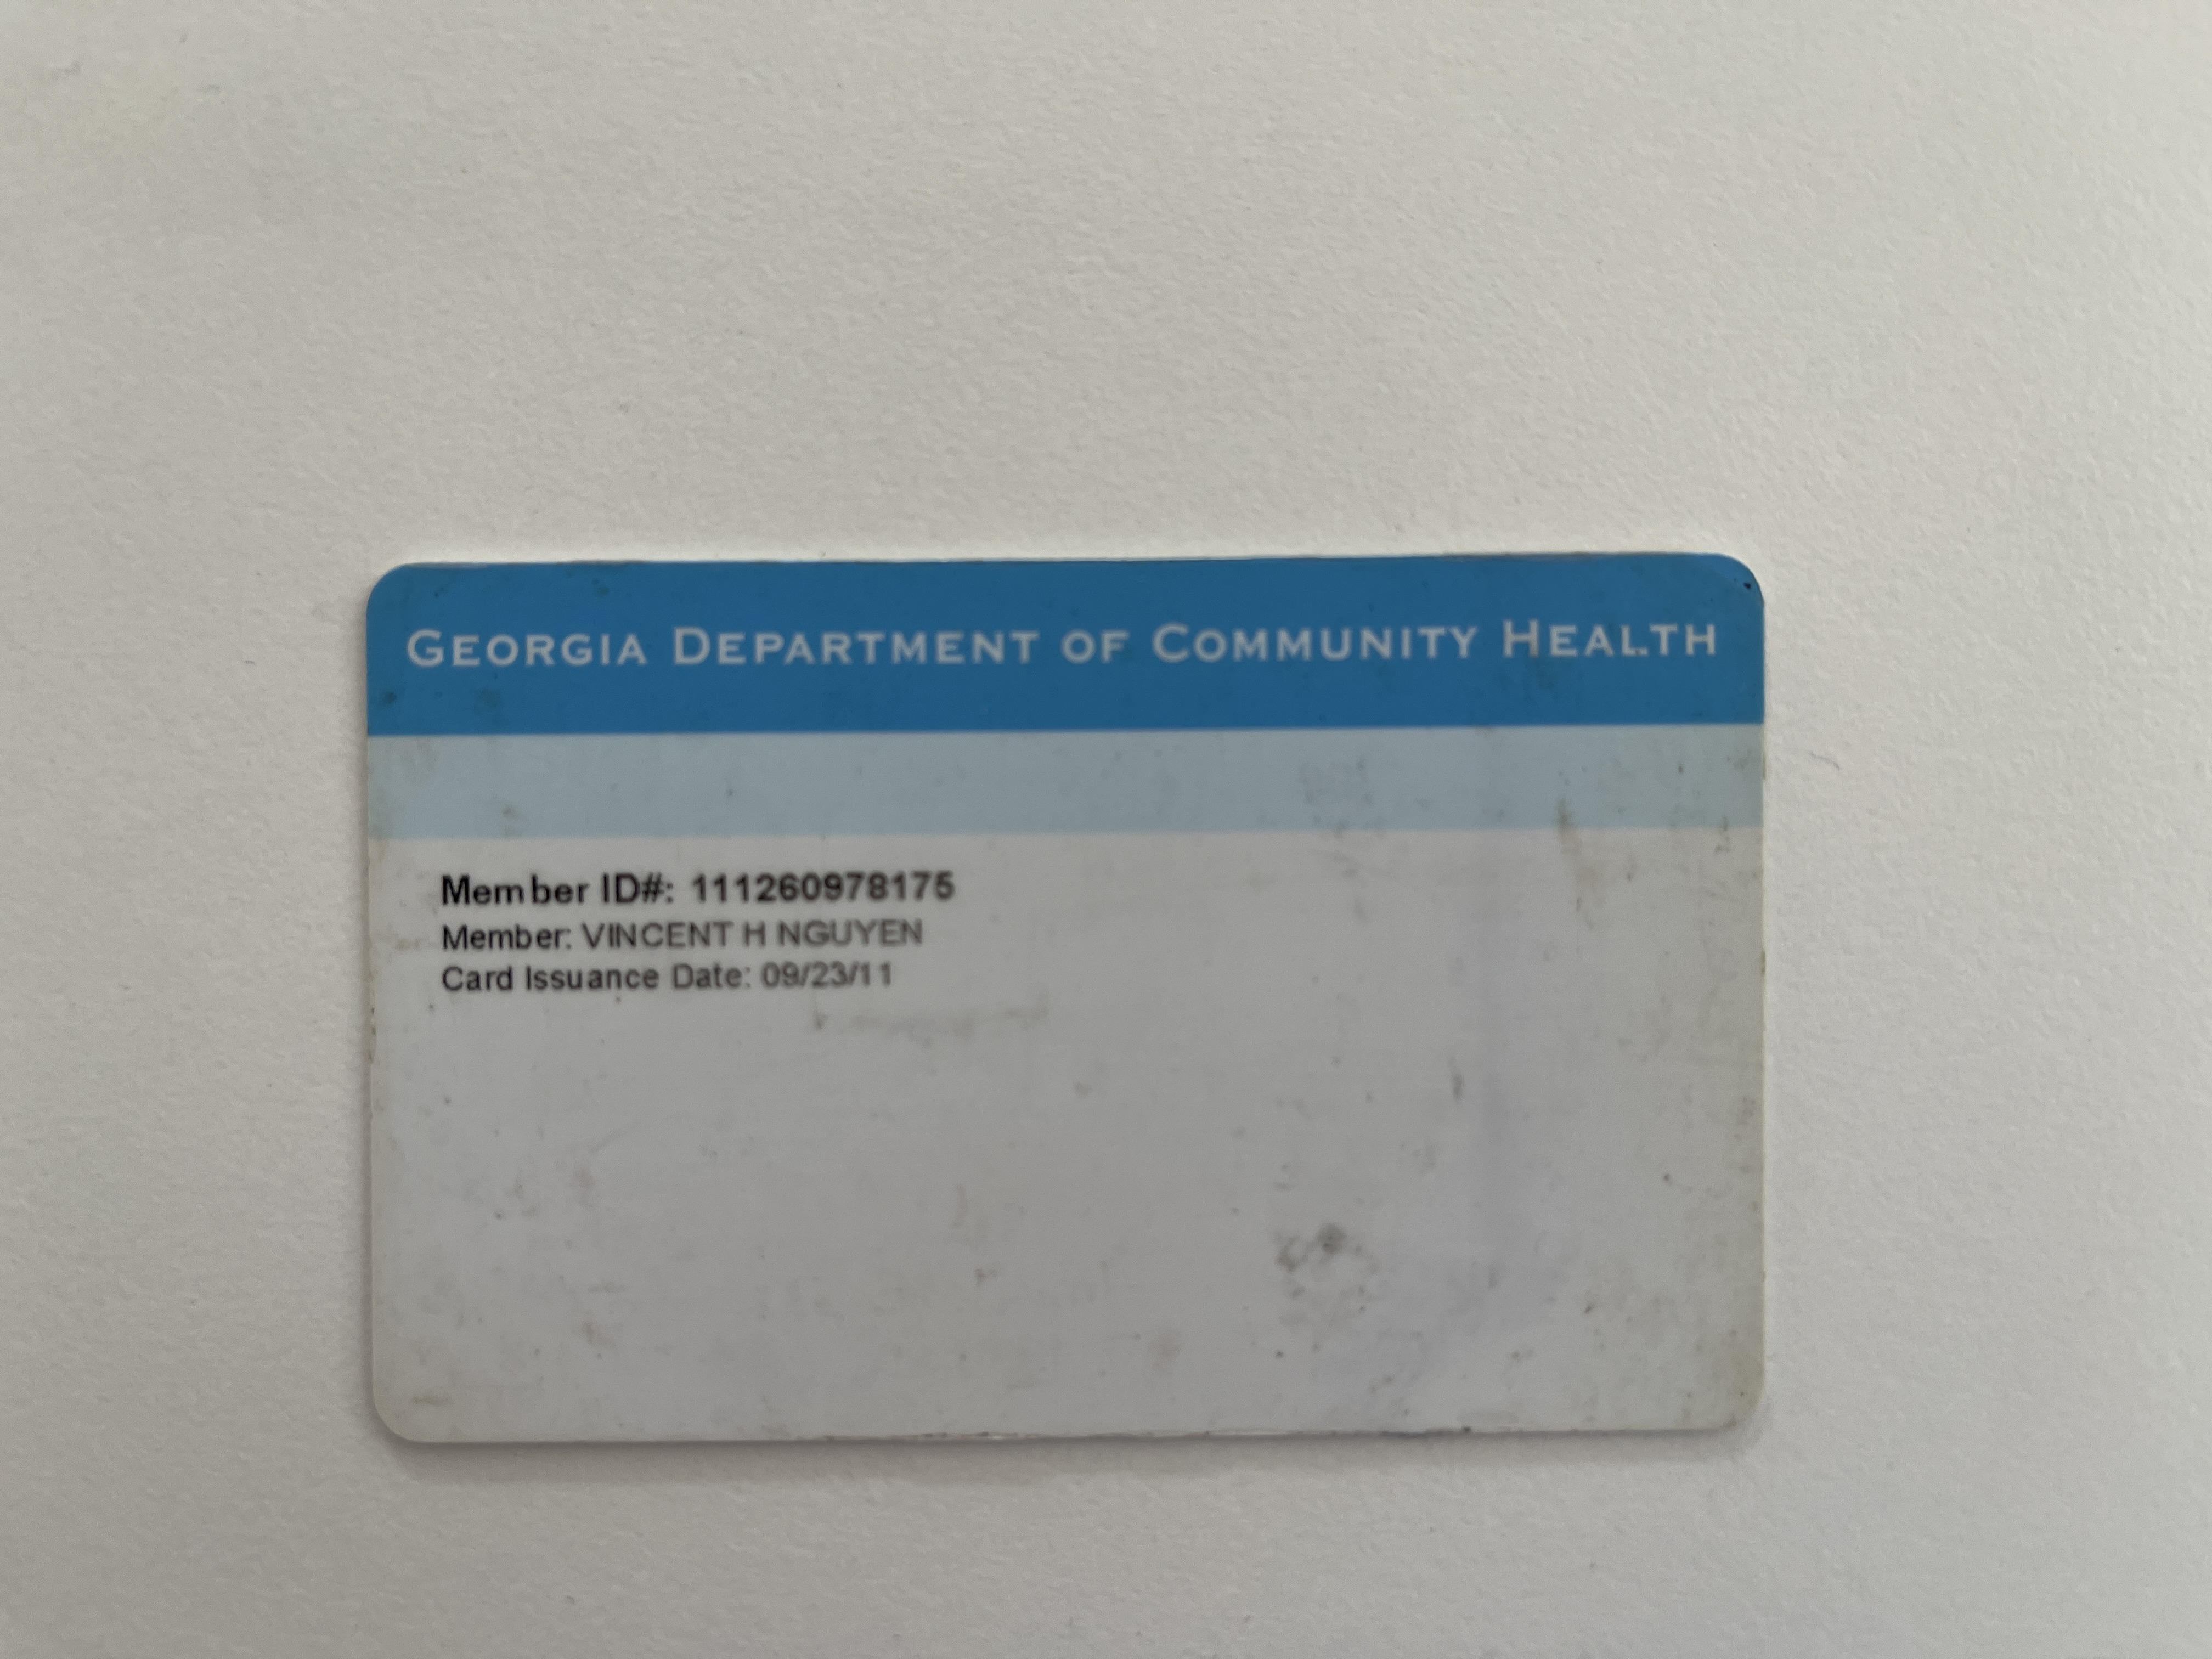 GEORGIA DEPARTMENT OF COMMUNITY HEALTH
Member ID#: 111260978175
Member: VINCENT H NGUYEN
Card Issuance Date: 09/23/11